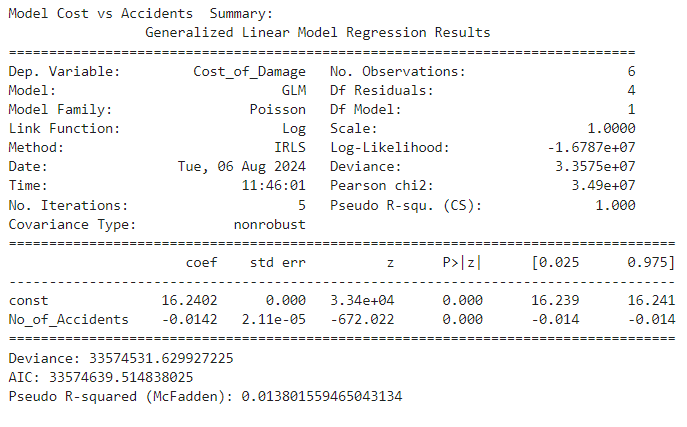 Model Cost vs Accidents  Summary:
                 Generalized Linear Model Regression Results
==============================================================================
Dep. Variable:         Cost_of_Damage   No. Observations:                    6
Model:                            GLM   Df Residuals:                        4
Model Family:                 Poisson   Df Model:                            1
Link Function:                    Log   Scale:                          1.0000
Method:                          IRLS   Log-Likelihood:            -1.6787e+07
Date:                Tue, 06 Aug 2024   Deviance:                   3.3575e+07
Time:                        11:46:01   Pearson chi2:                 3.49e+07
No. Iterations:                     5   Pseudo R-squ. (CS):              1.000
Covariance Type:            nonrobust
===================================================================================
                      coef    std err          z      P>|z|      [0.025      0.975]
-----------------------------------------------------------------------------------
const              16.2402      0.000   3.34e+04      0.000      16.239      16.241
No_of_Accidents    -0.0142   2.11e-05   -672.022      0.000      -0.014      -0.014
===================================================================================
Deviance: 33574531.629927225
AIC: 33574639.514838025
Pseudo R-squared (McFadden): 0.013801559465043134